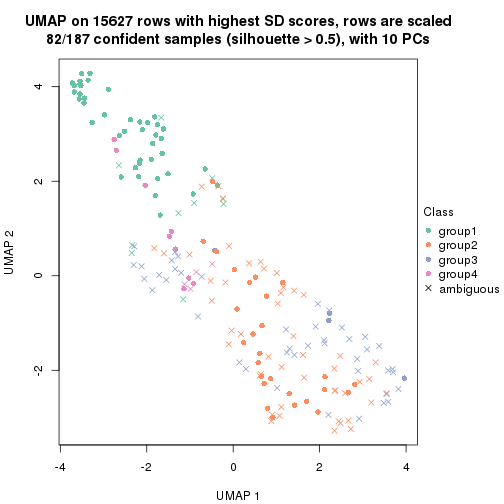 UMAP on 15627 rows with highest SD scores, rows are scaled
82/187 confident samples (silhouette > 0.5), with 10 PCs
4
2
0
-2
UMAP 2
-4
-2
0
2
4
UMAP 1
Class
group1
group2
group3
group4
ambiguous